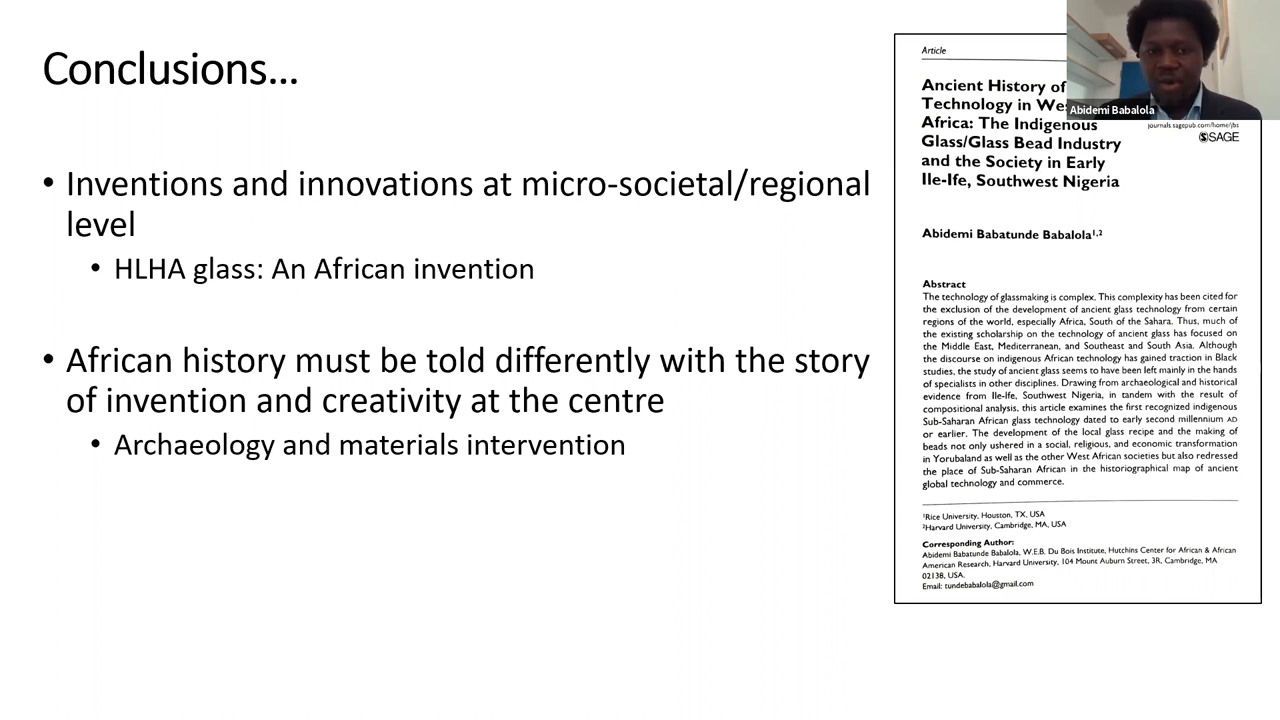 Conclusions...
• Inventions and innovations at micro-societal/regional
level
• HLHA glass: An African invention
• African history must be told differently with the story
of invention and creativity at the centre
• Archaeology and materials intervention
Article
Ancient History of
Technology in We
Africa: The Indigenous
Glass/Glass Bead Industry
and the Society in Early
Ile-Ife, Southwest Nigeria
Abidemi Babalola
journals.sagepub.com/home/jbs
SAGE
Abidemi Babatunde Babalola1,2
Abstract
The technology of glassmaking is complex. This complexity has been cited for
the exclusion of the development of ancient glass technology from certain
regions of the world, especially Africa, South of the Sahara. Thus, much of
the existing scholarship on the technology of ancient glass has focused on
the Middle East, Mediterranean, and Southeast and South Asia. Although
the discourse on indigenous African technology has gained traction in Black
studies, the study of ancient glass seems to have been left mainly in the hands
of specialists in other disciplines. Drawing from archaeological and historical
evidence from Ile-Ife, Southwest Nigeria, in tandem with the result of
compositional analysis, this article examines the first recognized indigenous
Sub-Saharan African glass technology dated to early second millennium AD
or earlier. The development of the local glass recipe and the making of
beads not only ushered in a social, religious, and economic transformation
in Yorubaland as well as the other West African societies but also redressed
the place of Sub-Saharan African in the historiographical map of ancient
global technology and commerce.
1Rice University, Houston, TX, USA
2Harvard University, Cambridge, MA, USA
Corresponding Author:
Abidemi Babatunde Babalola, W.E.B. Du Bois Institute, Hutchins Center for African & African
American Research, Harvard University, 104 Mount Auburn Street, 3R, Cambridge, MA
02138, USA.
Email: tundebabalola@gmail.com